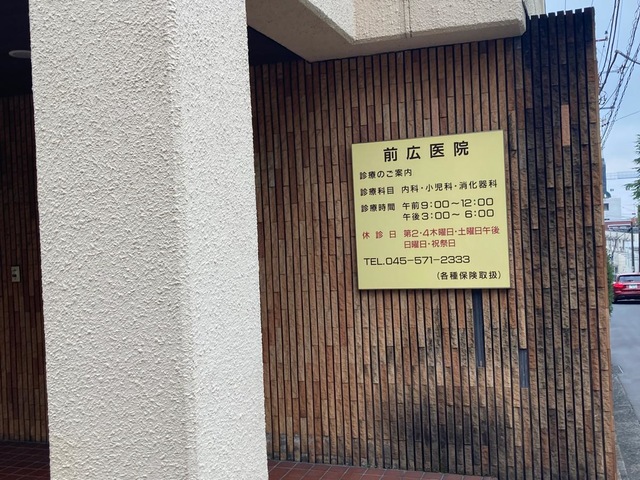 前広医院
診療のご案内
診療科目 内科・小児科・消化器科
診療時間 午前 9:00〜12:00
午後 3:00〜 6:00
休診日 第2・4木曜日・土曜日午後
日曜日・祝祭日
TEL.045-571-2333
(各種保険取扱)